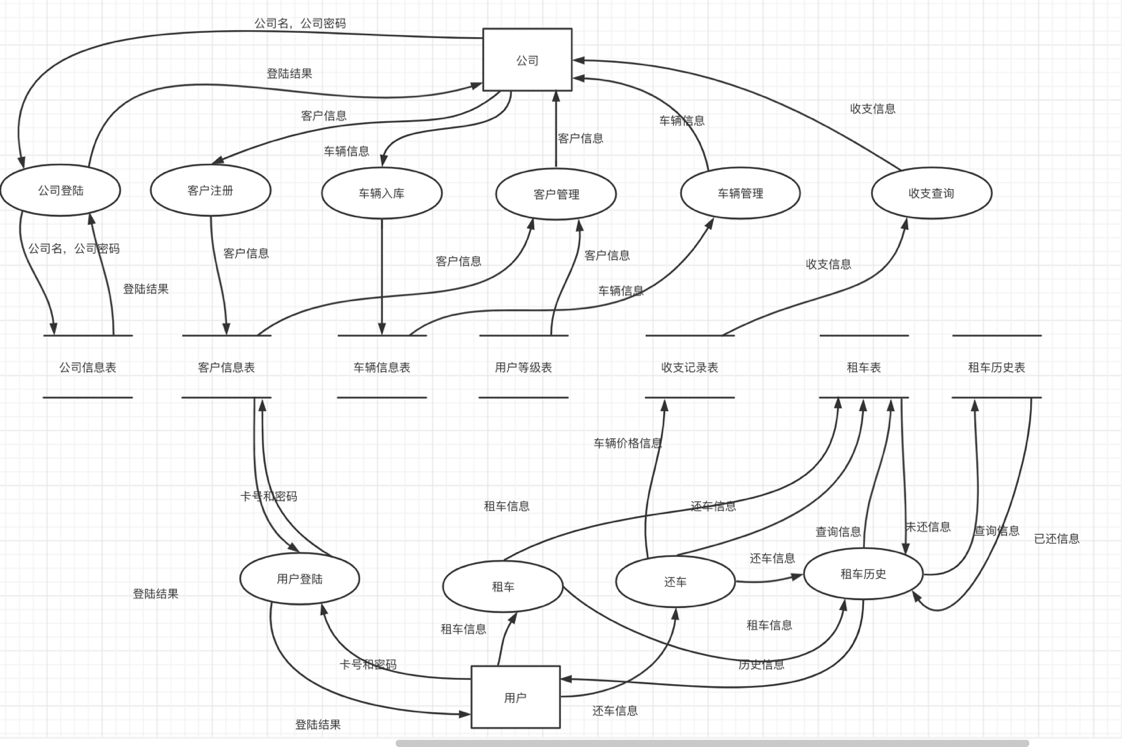 公司名，公司密码
公司
登陆结果
客户信息
车辆信息
客户信息
车辆信息
收支信息
公司登陆
客户注册
车辆入库
客户管理
车辆管理
收支查询
公司名，公司密码
登陆结果
客户信息
客户信息
客户信息
车辆信息
收支信息
公司信息表
客户信息表
车辆信息表
用户等级表
收支记录表
租车表
租车历史表
车辆价格信息
卡号和密码
租车信息
还车信息
查询信息
未还信息
查询信息
已还信息
登陆结果
用户登陆
租车
还车
还车信息
租车历史
租车信息
租车信息
卡号和密码
历史信息
用户
还车信息
登陆结果